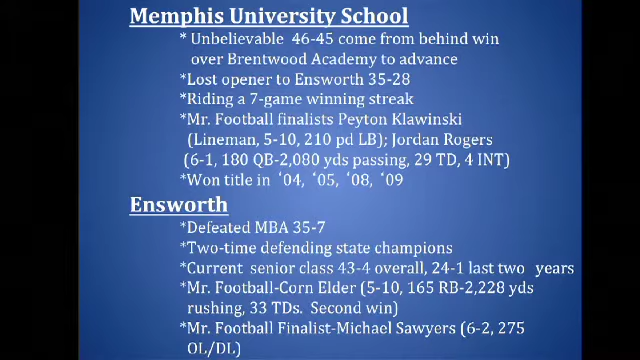 Memphis University School
* Unbelievable 46-45 come from behind win
over Brentwood Academy to advance
*Lost opener to Ensworth 35-28
*Riding a 7-game winning streak
*Mr. Football finalists Peyton Klawinski
(Lineman, 5-10, 210 pd LB); Jordan Rogers
(6-1, 180 QB-2,080 yds passing, 29 TD, 4 INT)
*Won title in ‘04, ‘05, ‘08, ‘09
Ensworth
*Defeated MBA 35-7
*Two-time defending state champions
*Current senior class 43-4 overall, 24-1 last two years
*Mr. Football-Corn Elder (5-10, 165 RB-2,228 yds
rushing, 33 TDs. Second win)
*Mr. Football Finalist-Michael Sawyers (6-2, 275
OL/DL)